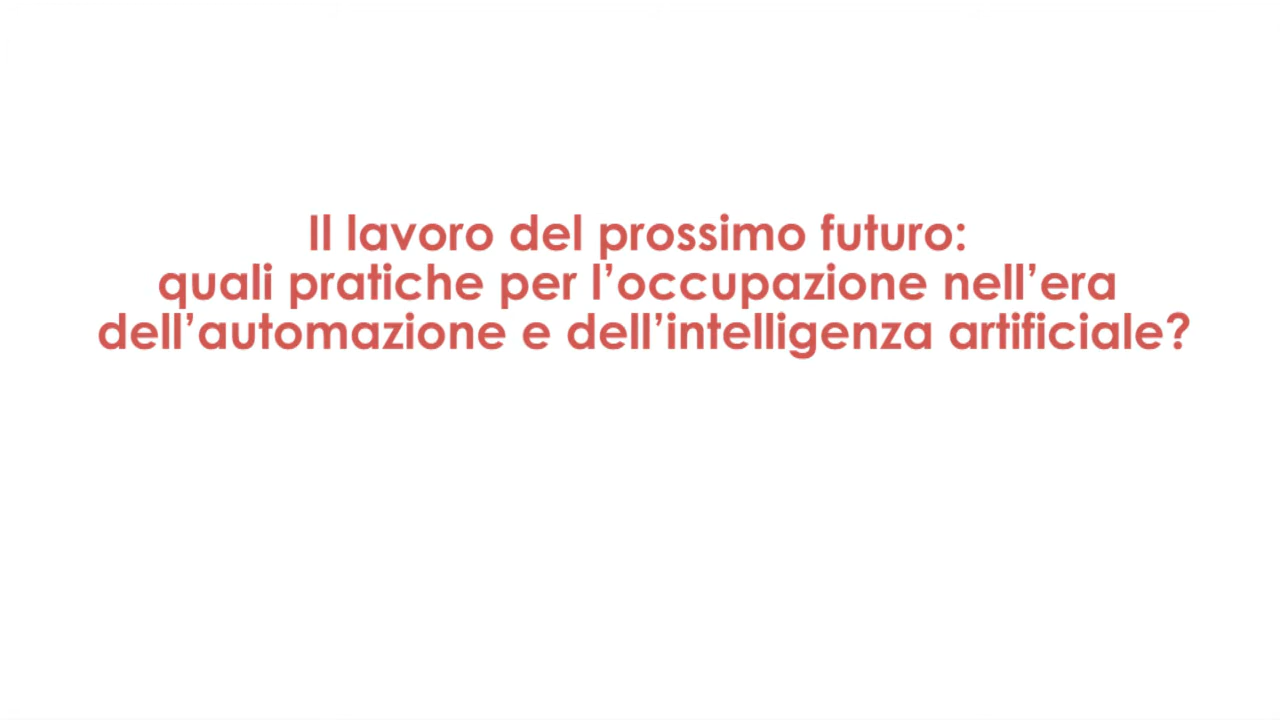 Il lavoro del prossimo futuro:
quali pratiche per l’occupazione nell’era
dell’automazione e dell’intelligenza artificiale?